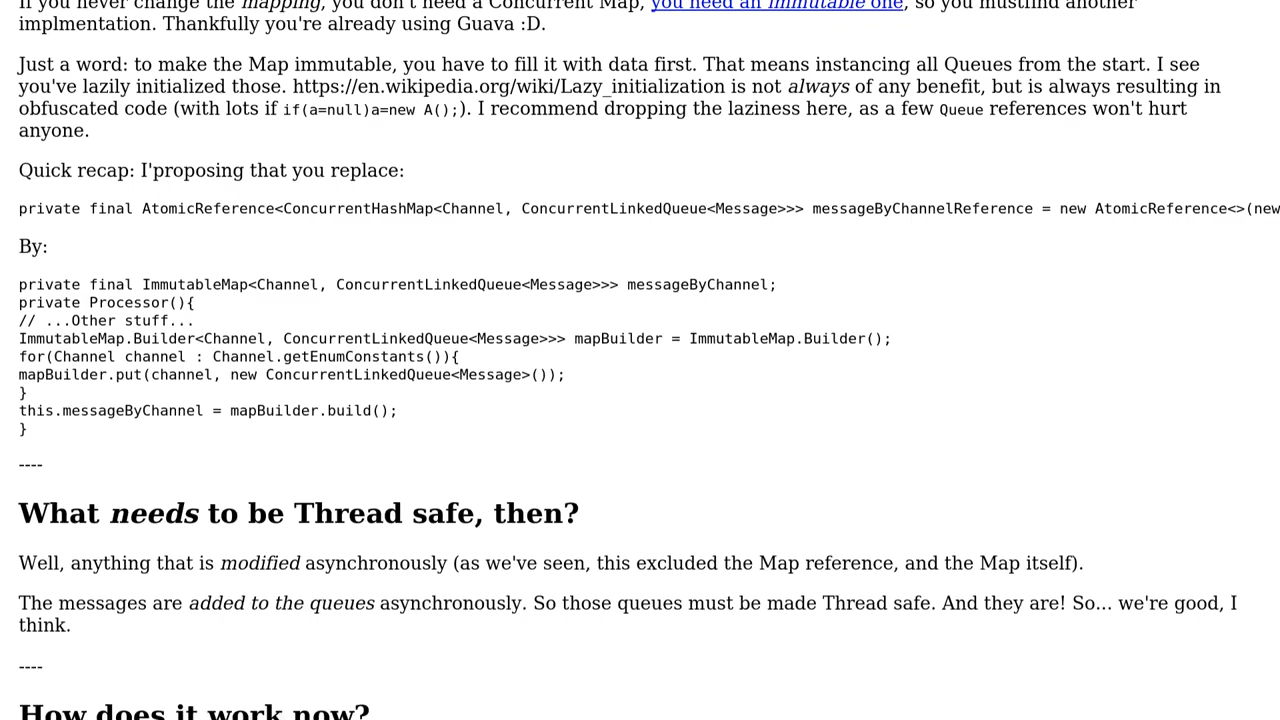 If you never change the mapping, you don't need a Concurrent Map, you need an immutable one, so you mustfind another
implmentation. Thankfully you're already using Guava :D.
Just a word: to make the Map immutable, you have to fill it with data first. That means instancing all Queues from the start. I see
you've lazily initialized those. https://en.wikipedia.org/wiki/Lazy_initialization is not always of any benefit, but is always resulting in
obfuscated code (with lots if if(a=null)a=new A();). I recommend dropping the laziness here, as a few Queue references won't hurt
anyone.
Quick recap: I'proposing that you replace:
private final AtomicReference<ConcurrentHashMap<Channel, ConcurrentLinkedQueue<Message>>> messageByChannelReference = new AtomicReference<>(new
By:
private final ImmutableMap<Channel, ConcurrentLinkedQueue<Message>>> messageByChannel;
private Processor(){
// ...Other stuff...
ImmutableMap.Builder<Channel, ConcurrentLinkedQueue<Message>>> mapBuilder = ImmutableMap.Builder();
for(Channel channel : Channel.getEnumConstants()){
mapBuilder.put(channel, new ConcurrentLinkedQueue<Message>());
}
this.messageByChannel = mapBuilder.build();
}
----
What needs to be Thread safe, then?
Well, anything that is modified asynchronously (as we've seen, this excluded the Map reference, and the Map itself).
The messages are added to the queues asynchronously. So those queues must be made Thread safe. And they are! So... we're good, I
think.
----
How does it work now?